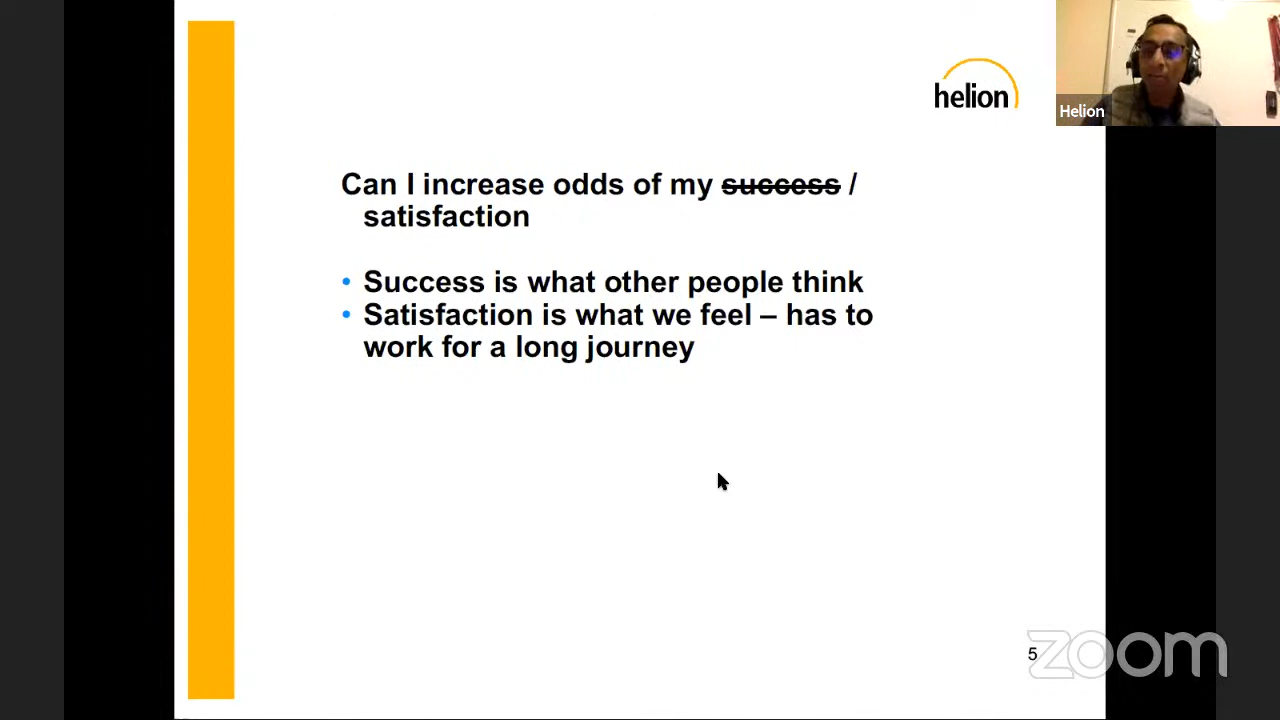 helion
Helion
Can I increase odds of my success /
satisfaction
• Success is what other people think
• Satisfaction is what we feel – has to
work for a long journey
5
zoom